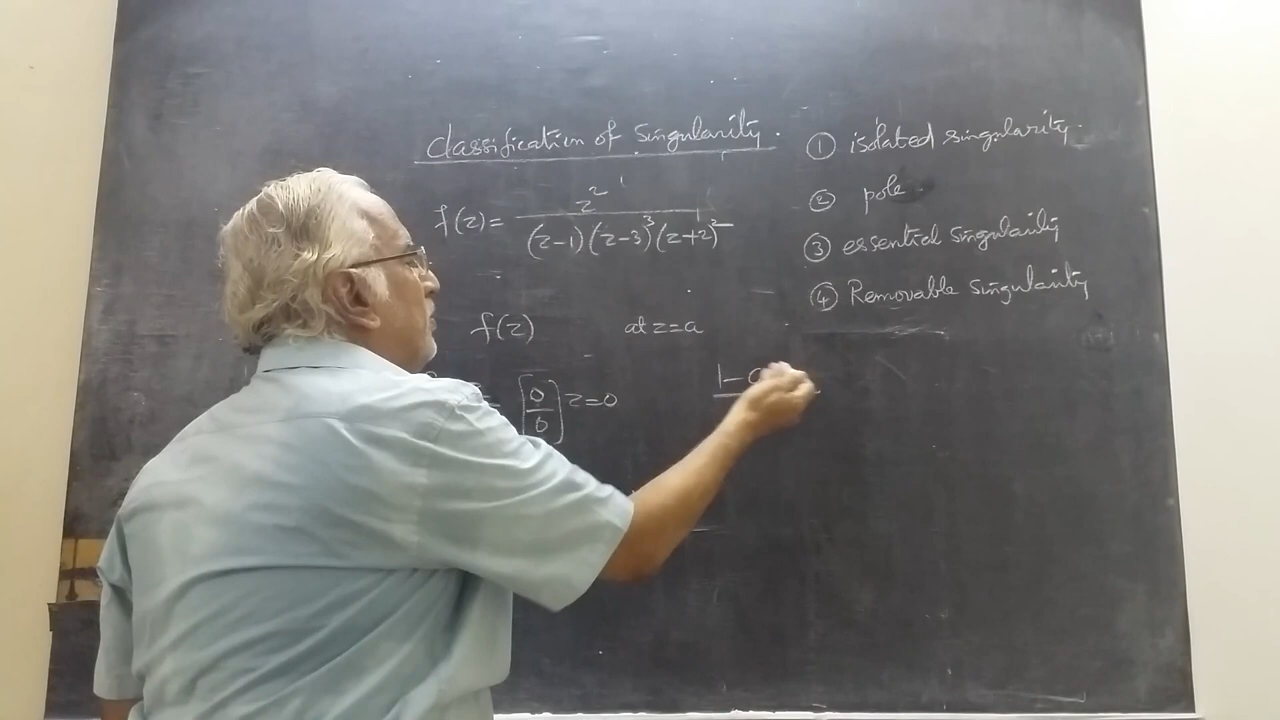 Classification of Singularity.
f(z) = z² / (z-1)(z-3)³(z+2)²
f(z) at z=a
= [0/0] z=0
1-
① isolated singularity.
② pole.
③ essential singularity
④ Removable singularity